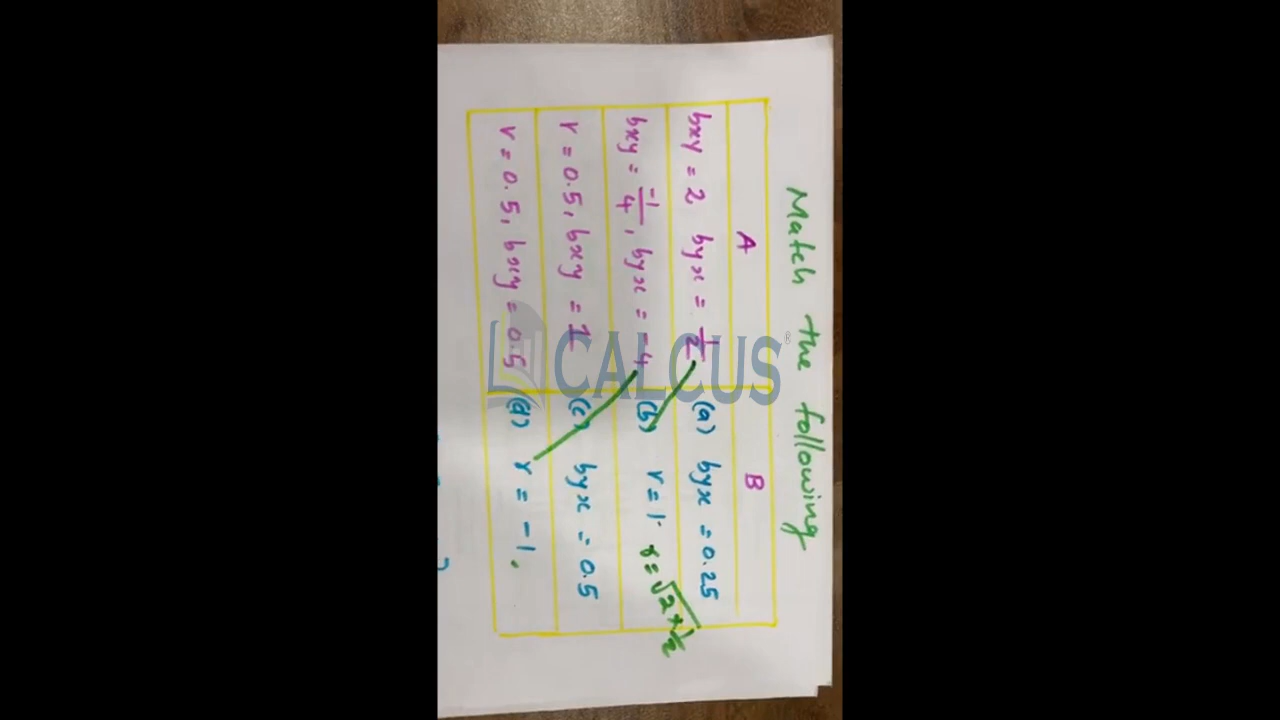 Match the following
A B
bxy = 2 byx = 1/2 (a) byx = 0.25
bxy = -1/4, byx = -4 (b) r = 1. r = √2×1/2
r = 0.5, bxy = 1 (c) byx = 0.5
r = 0.5, bxy = 0.5 (d) r = -1,
CALCUS